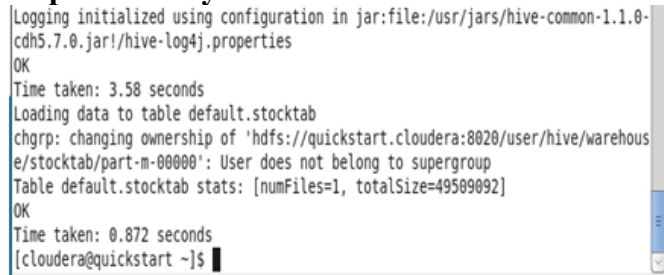 Logging initialized using configuration in jar:file:/usr/jars/hive-common-1.1.0-
cdh5.7.0.jar!/hive-log4j.properties
OK
Time taken: 3.58 seconds
Loading data to table default.stocktab
chgrp: changing ownership of 'hdfs://quickstart.cloudera:8020/user/hive/warehous
e/stocktab/part-m-00000': User does not belong to supergroup
Table default.stocktab stats: [numFiles=1, totalSize=49509092]
OK
Time taken: 0.872 seconds
[cloudera@quickstart ~]$